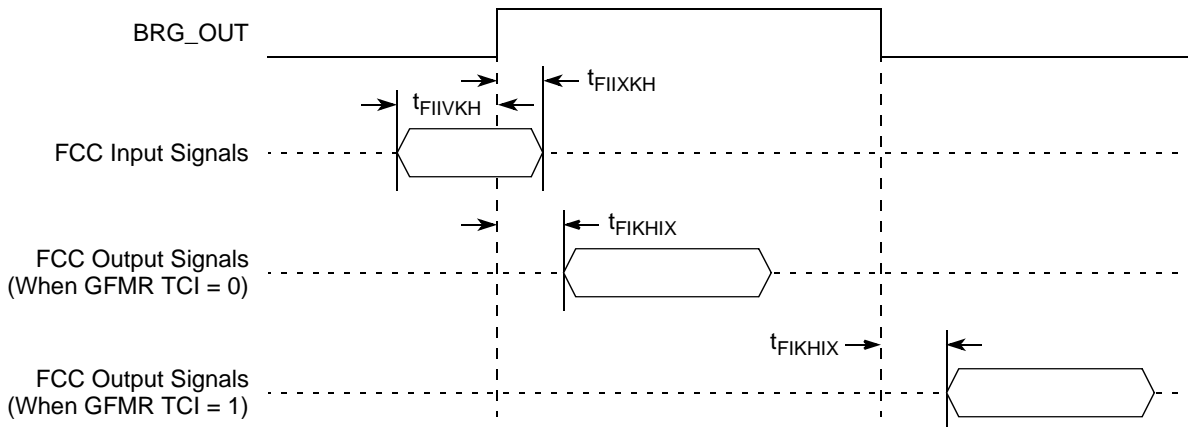 BRG_OUT
tFIIXKH
tFIIVKH
FCC Input Signals
tFIKHIX
FCC Output Signals
(When GFMR TCI = 0)
tFIKHIX
FCC Output Signals
(When GFMR TCI = 1)